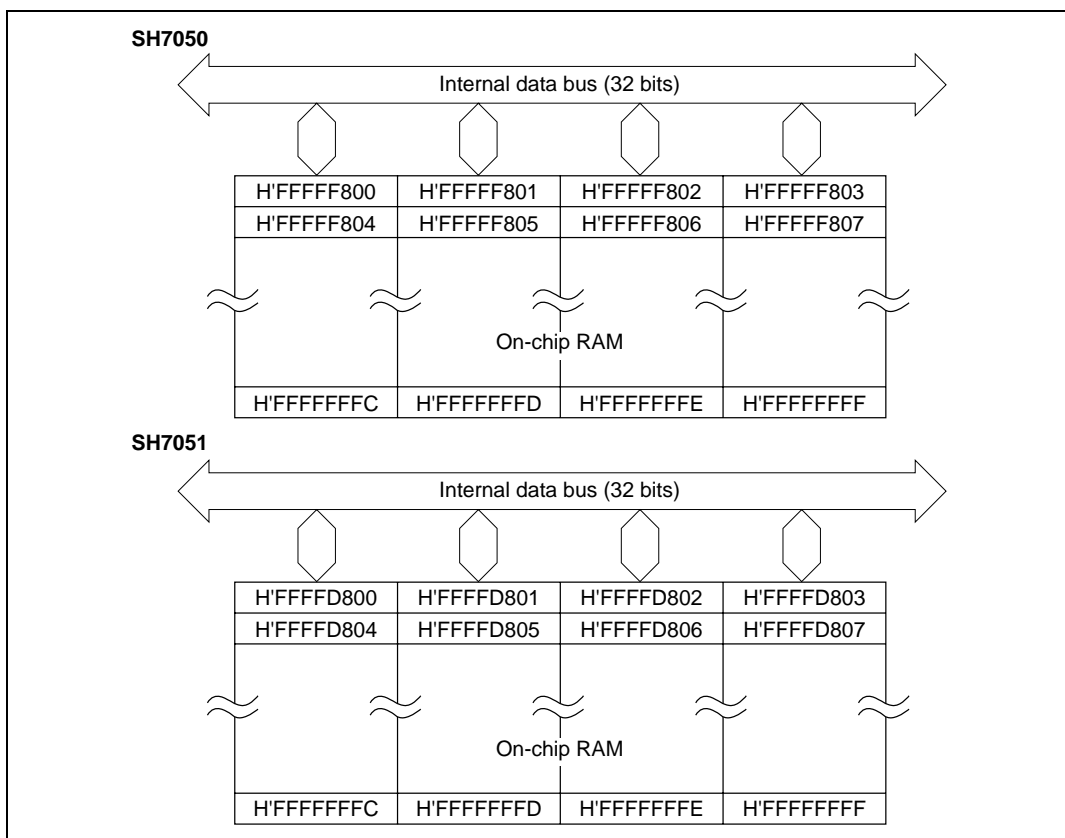 SH7050
Internal data bus (32 bits)
H'FFFFF800 H'FFFFF801 H'FFFFF802 H'FFFFF803
H'FFFFF804 H'FFFFF805 H'FFFFF806 H'FFFFF807
On-chip RAM
H'FFFFFFFC H'FFFFFFFD H'FFFFFFFE H'FFFFFFFF
SH7051
Internal data bus (32 bits)
H'FFFFD800 H'FFFFD801 H'FFFFD802 H'FFFFD803
H'FFFFD804 H'FFFFD805 H'FFFFD806 H'FFFFD807
On-chip RAM
H'FFFFFFFC H'FFFFFFFD H'FFFFFFFE H'FFFFFFFF